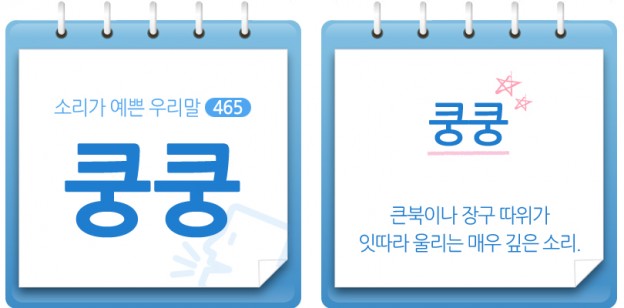 소리가 예쁜 우리말 465
쿵쿵
쿵쿵
큰북이나 장구 따위가
잇따라 울리는 매우 깊은 소리.